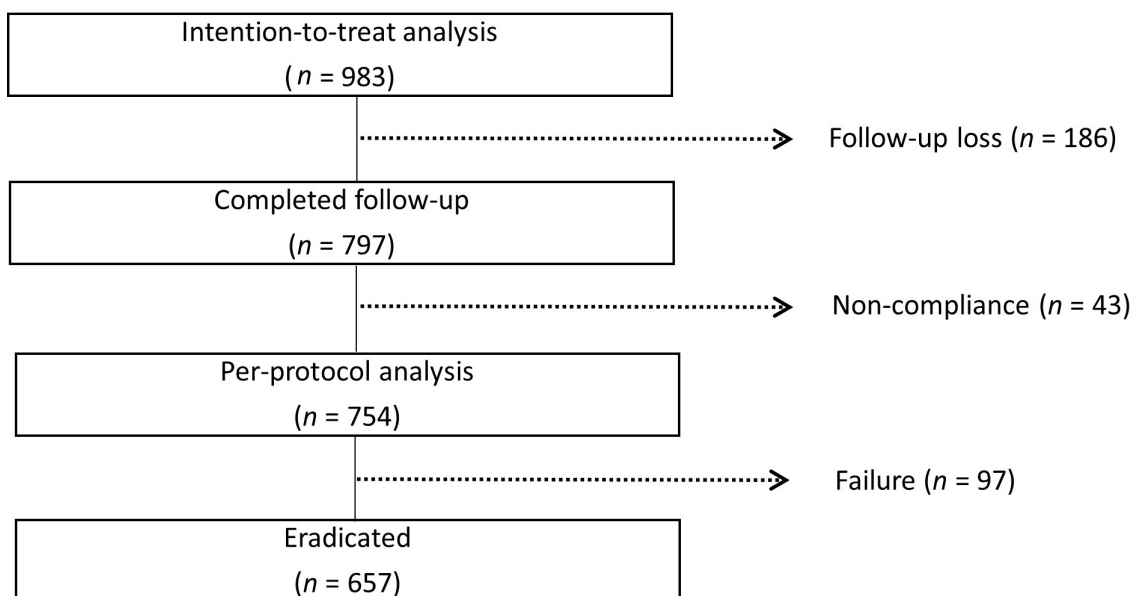 Intention-to-treat analysis
(n = 983)
Follow-up loss (n = 186)
Completed follow-up
(n = 797)
Non-compliance (n = 43)
Per-protocol analysis
(n = 754)
Failure (n = 97)
Eradicated
(n = 657)